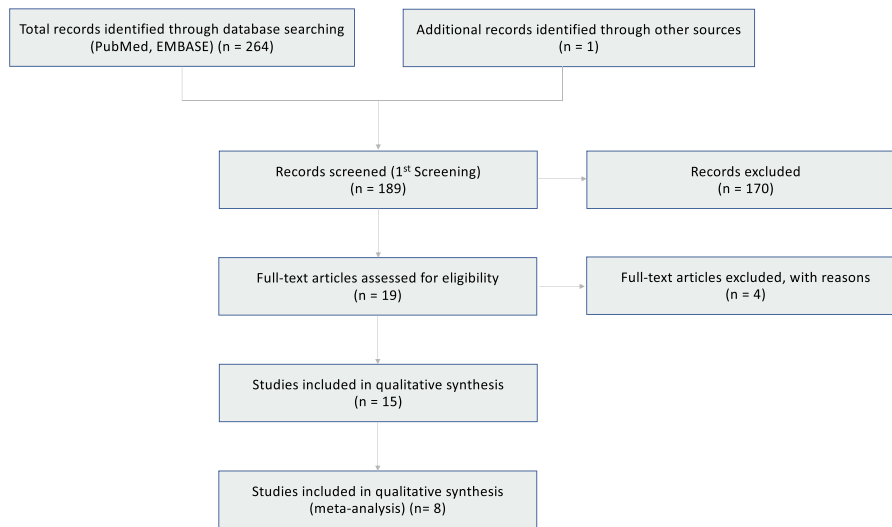 Total records identified through database searching
(PubMed, EMBASE) (n = 264)
Additional records identified through other sources
(n = 1)
Records screened (1st Screening)
(n = 189)
Records excluded
(n = 170)
Full-text articles assessed for eligibility
(n = 19)
Full-text articles excluded, with reasons
(n = 4)
Studies included in qualitative synthesis
(n = 15)
Studies included in qualitative synthesis
(meta-analysis) (n= 8)